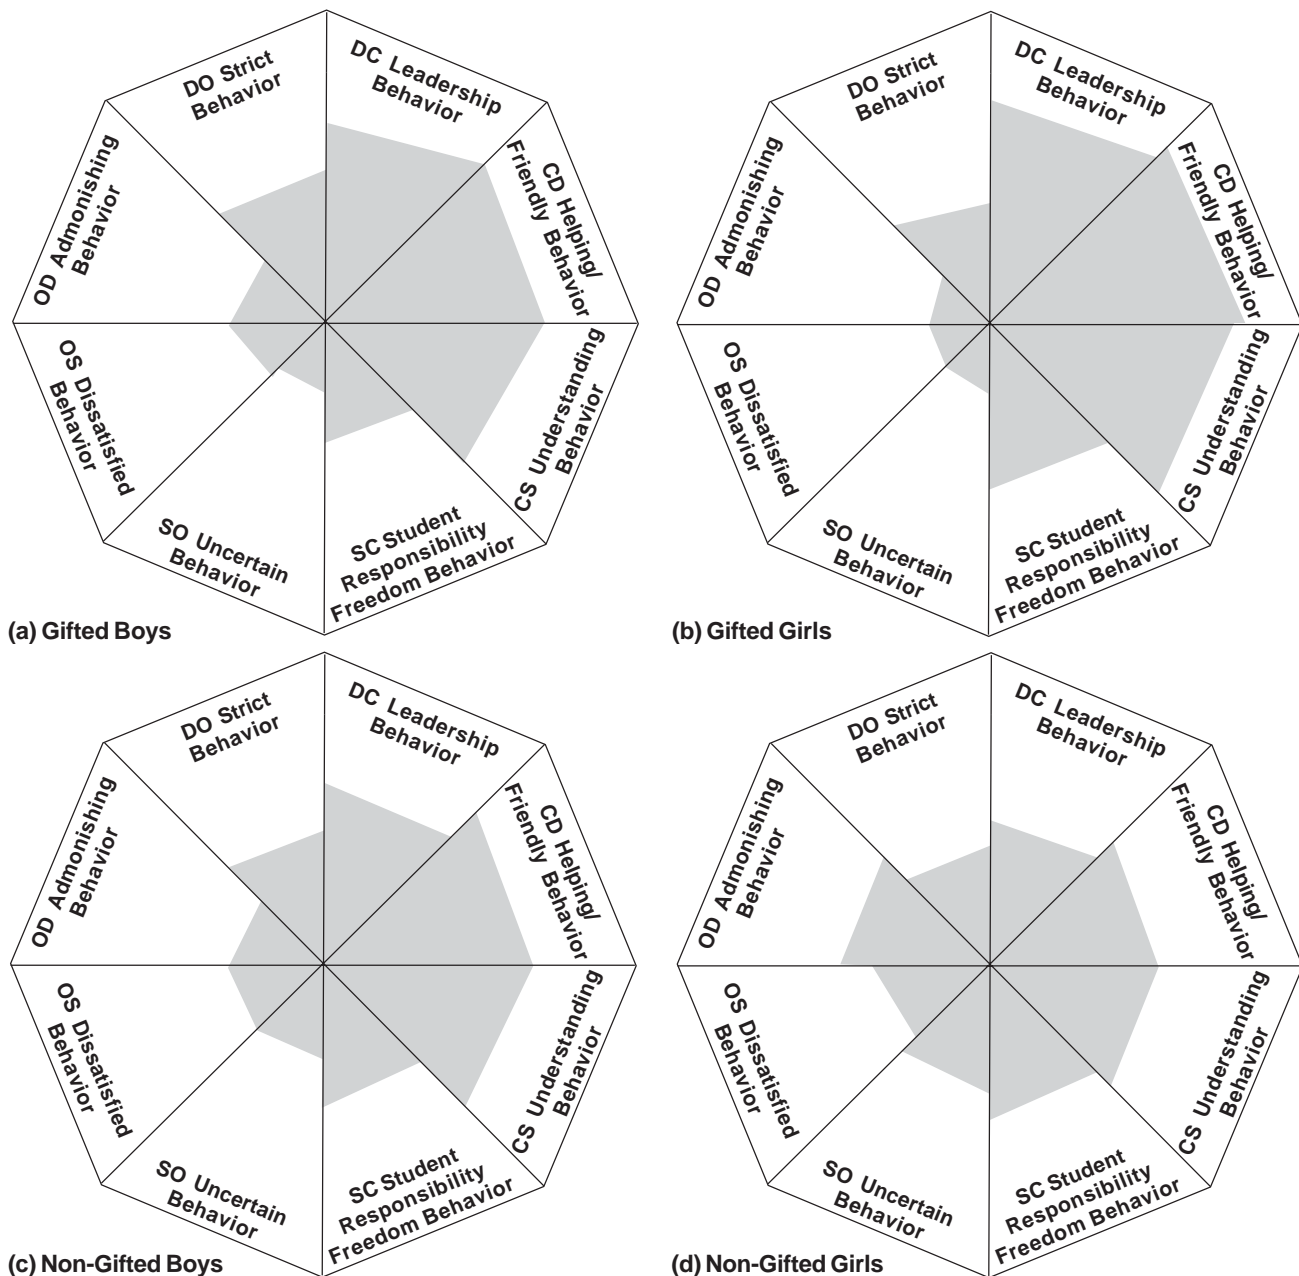 DO Strict
Behavior
DC Leadership
Behavior
CD Helping/
Friendly Behavior
CS Understanding
Behavior
SC Student
Responsibility
Freedom Behavior
SO Uncertain
Behavior
OS Dissatisfied
Behavior
OD Admonishing
Behavior
(a) Gifted Boys
DO Strict
Behavior
DC Leadership
Behavior
CD Helping/
Friendly Behavior
CS Understanding
Behavior
SC Student
Responsibility
Freedom Behavior
SO Uncertain
Behavior
OS Dissatisfied
Behavior
OD Admonishing
Behavior
(b) Gifted Girls
DO Strict
Behavior
DC Leadership
Behavior
CD Helping/
Friendly Behavior
CS Understanding
Behavior
SC Student
Responsibility
Freedom Behavior
SO Uncertain
Behavior
OS Dissatisfied
Behavior
OD Admonishing
Behavior
(c) Non-Gifted Boys
DO Strict
Behavior
DC Leadership
Behavior
CD Helping/
Friendly Behavior
CS Understanding
Behavior
SC Student
Responsibility
Freedom Behavior
SO Uncertain
Behavior
OS Dissatisfied
Behavior
OD Admonishing
Behavior
(d) Non-Gifted Girls